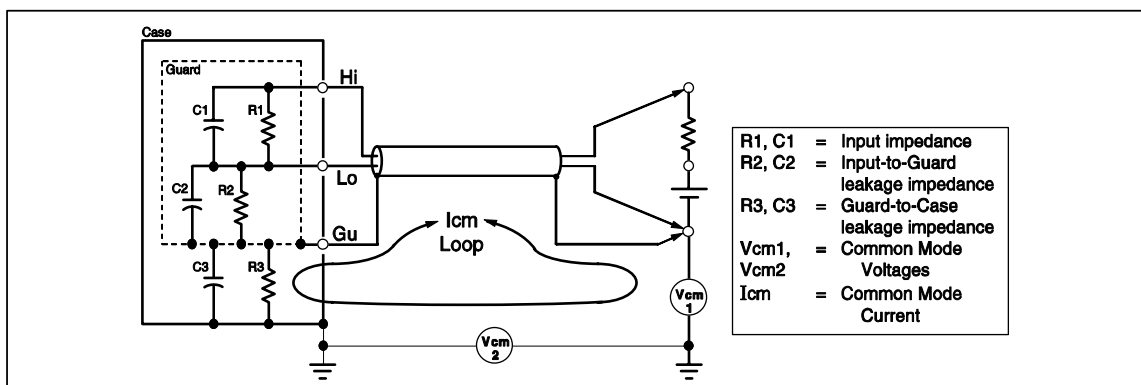 Case
Guard
Hi
C1
R1
Lo
C2
R2
Gu
C3
R3
Icm
Loop
Vcm
1
Vcm
2
R1, C1 = Input impedance
R2, C2 = Input-to-Guard
leakage impedance
R3, C3 = Guard-to-Case
leakage impedance
Vcm1, = Common Mode
Vcm2 Voltages
Icm = Common Mode
Current